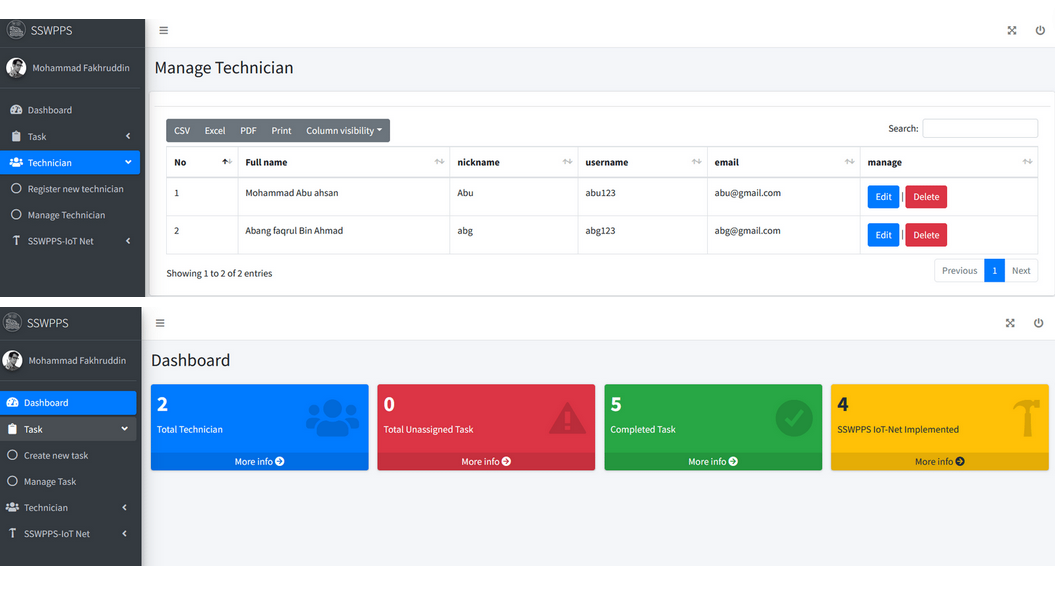 SSWPPS
Mohammad Fakhruddin
Dashboard
Task
Technician
Register new technician
Manage Technician
SSWPPS-IoT Net
Manage Technician
CSV Excel PDF Print Column visibility
Search:
No Full name nickname username email manage
1 Mohammad Abu ahsan Abu abu123 abu@gmail.com Edit | Delete
2 Abang faqrul Bin Ahmad abg abg123 abg@gmail.com Edit | Delete
Showing 1 to 2 of 2 entries
Previous 1 Next
SSWPPS
Mohammad Fakhruddin
Dashboard
Task
Create new task
Manage Task
Technician
SSWPPS-IoT Net
Dashboard
2
Total Technician
More info
0
Total Unassigned Task
More info
5
Completed Task
More info
4
SSWPPS IoT-Net Implemented
More info